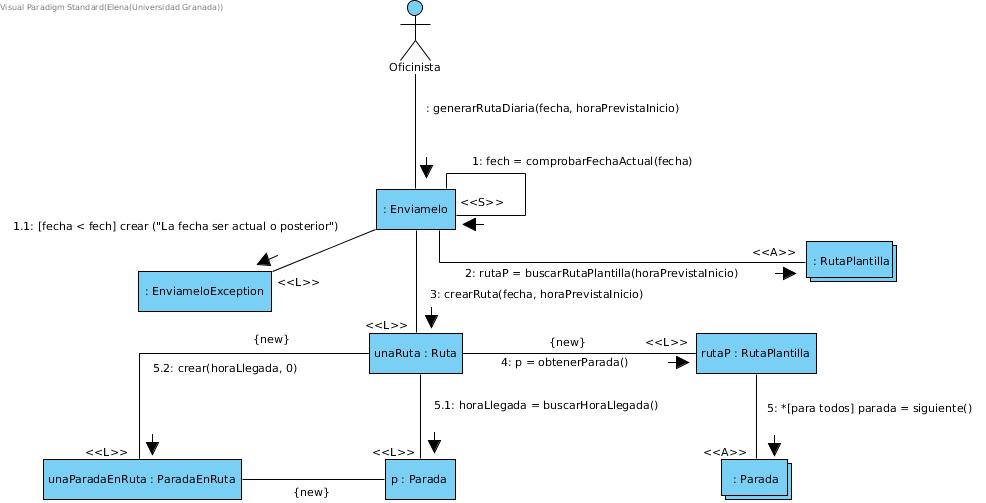 Visual Paradigm Standard(Elena(Universidad Granada))
Oficinista
: generarRutaDiaria(fecha, horaPrevistaInicio)
1: fech = comprobarFechaActual(fecha)
: Enviamelo
<<S>>
1.1: [fecha < fech] crear ("La fecha ser actual o posterior")
<<A>>
: RutaPlantilla
2: rutaP = buscarRutaPlantilla(horaPrevistaInicio)
: EnviameloException
<<L>>
3: crearRuta(fecha, horaPrevistaInicio)
<<L>>
{new}
{new}
<<L>>
unaRuta : Ruta
rutaP : RutaPlantilla
4: p = obtenerParada()
5.2: crear(horaLlegada, 0)
5.1: horaLlegada = buscarHoraLlegada()
5: *[para todos] parada = siguiente()
<<L>>
<<L>>
<<A>>
unaParadaEnRuta : ParadaEnRuta
p : Parada
: Parada
{new}